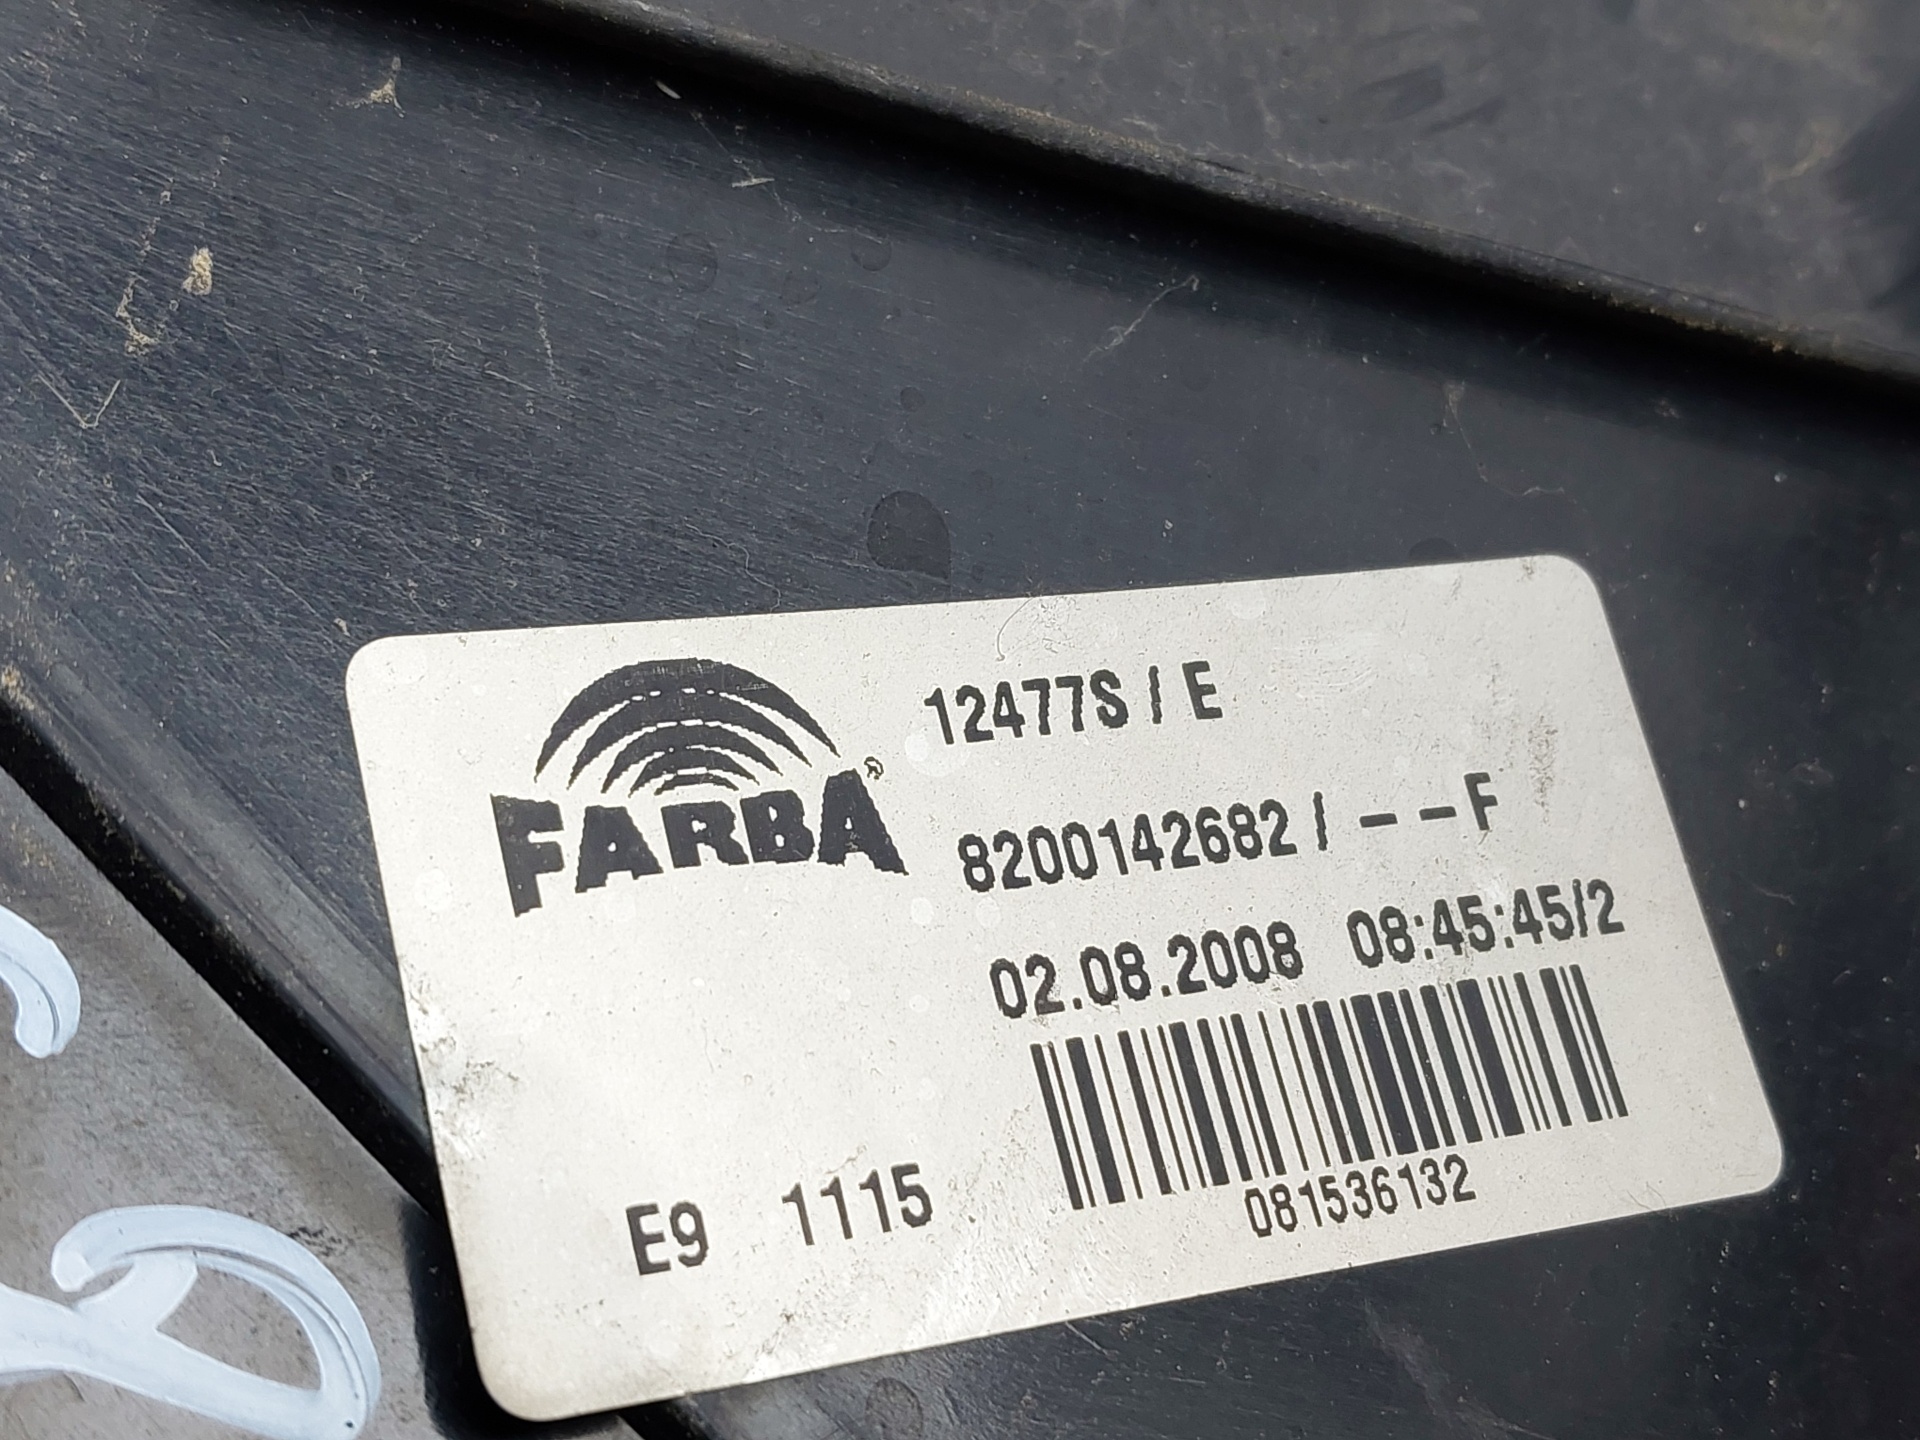 FARBA®
12477S / E
8200142682 / – – F
02.08.2008 08:45:45/2
081536132
E9 1115